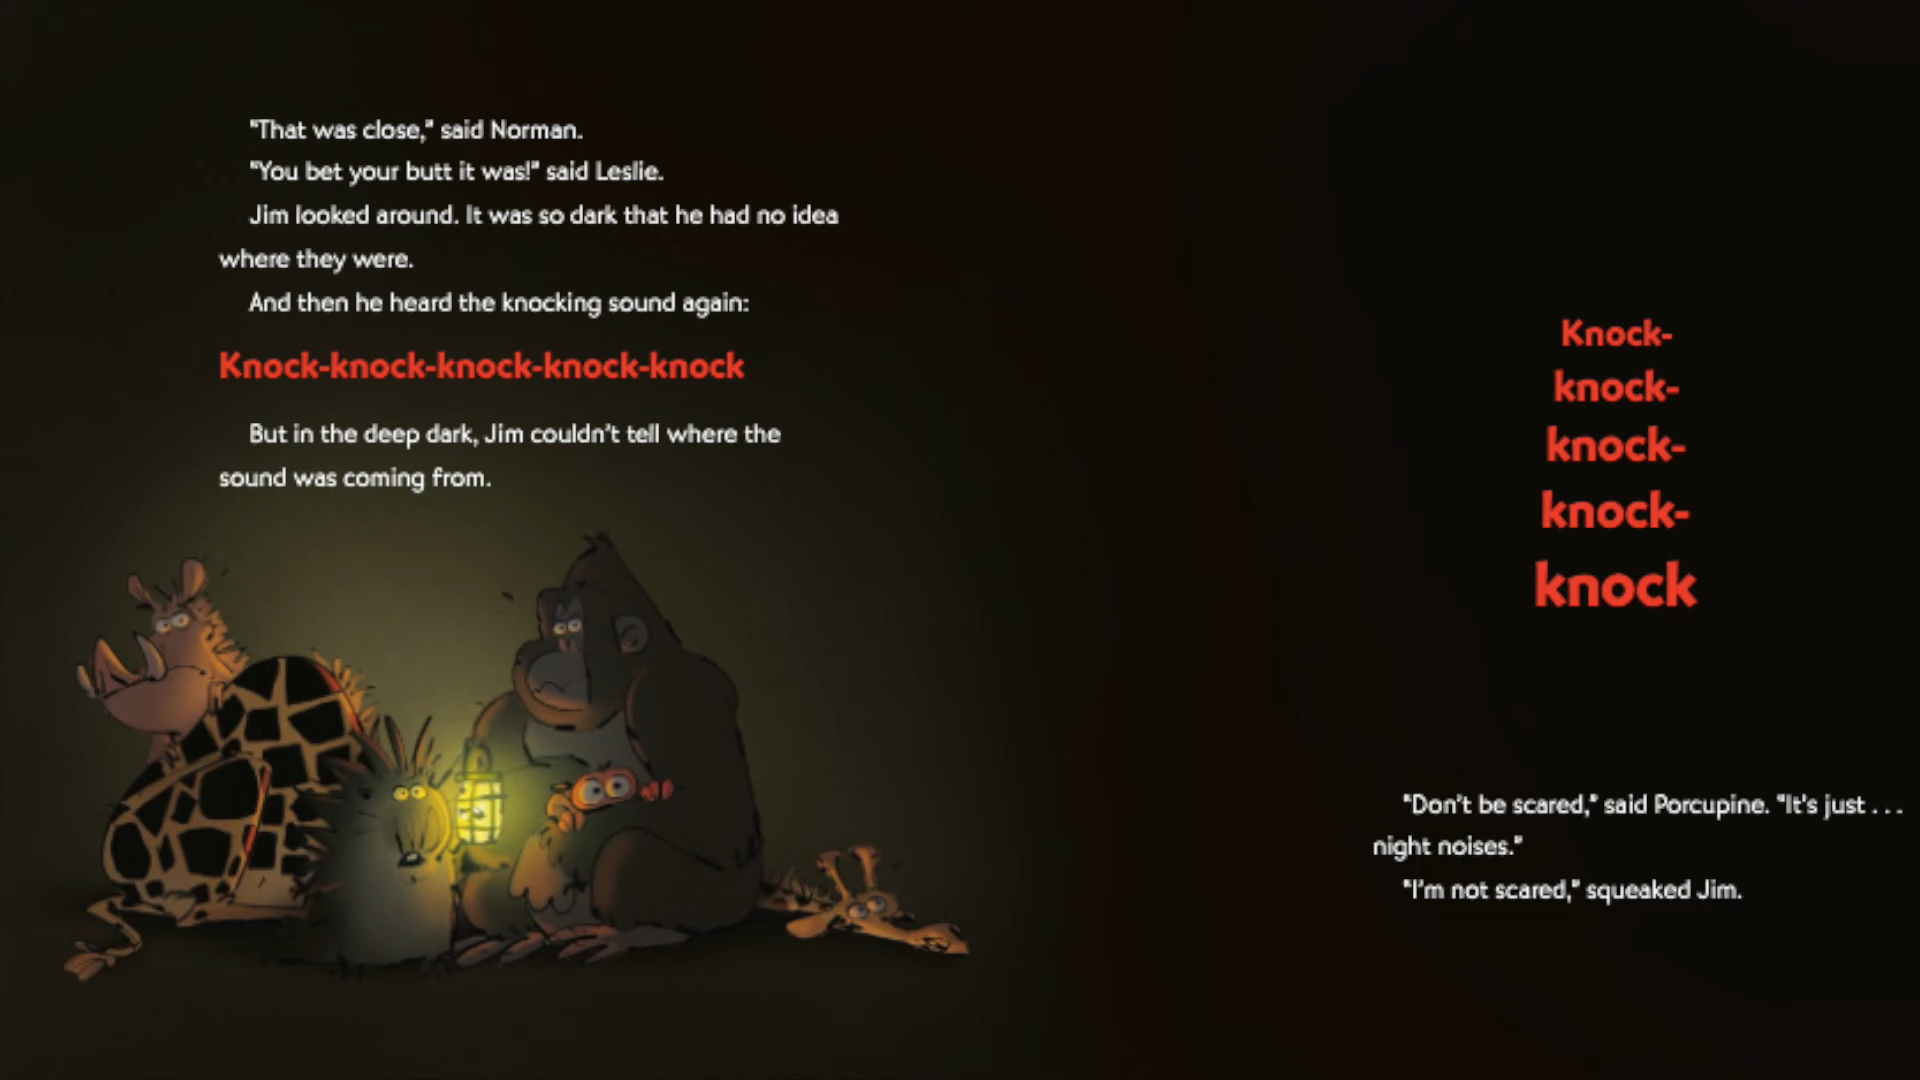 "That was close," said Norman.
"You bet your butt it was!" said Leslie.
Jim looked around. It was so dark that he had no idea
where they were.
And then he heard the knocking sound again:
Knock-knock-knock-knock-knock
But in the deep dark, Jim couldn't tell where the
sound was coming from.
Knock-
knock-
knock-
knock-
knock
"Don't be scared," said Porcupine. "It's just . . .
night noises."
"I'm not scared," squeaked Jim.